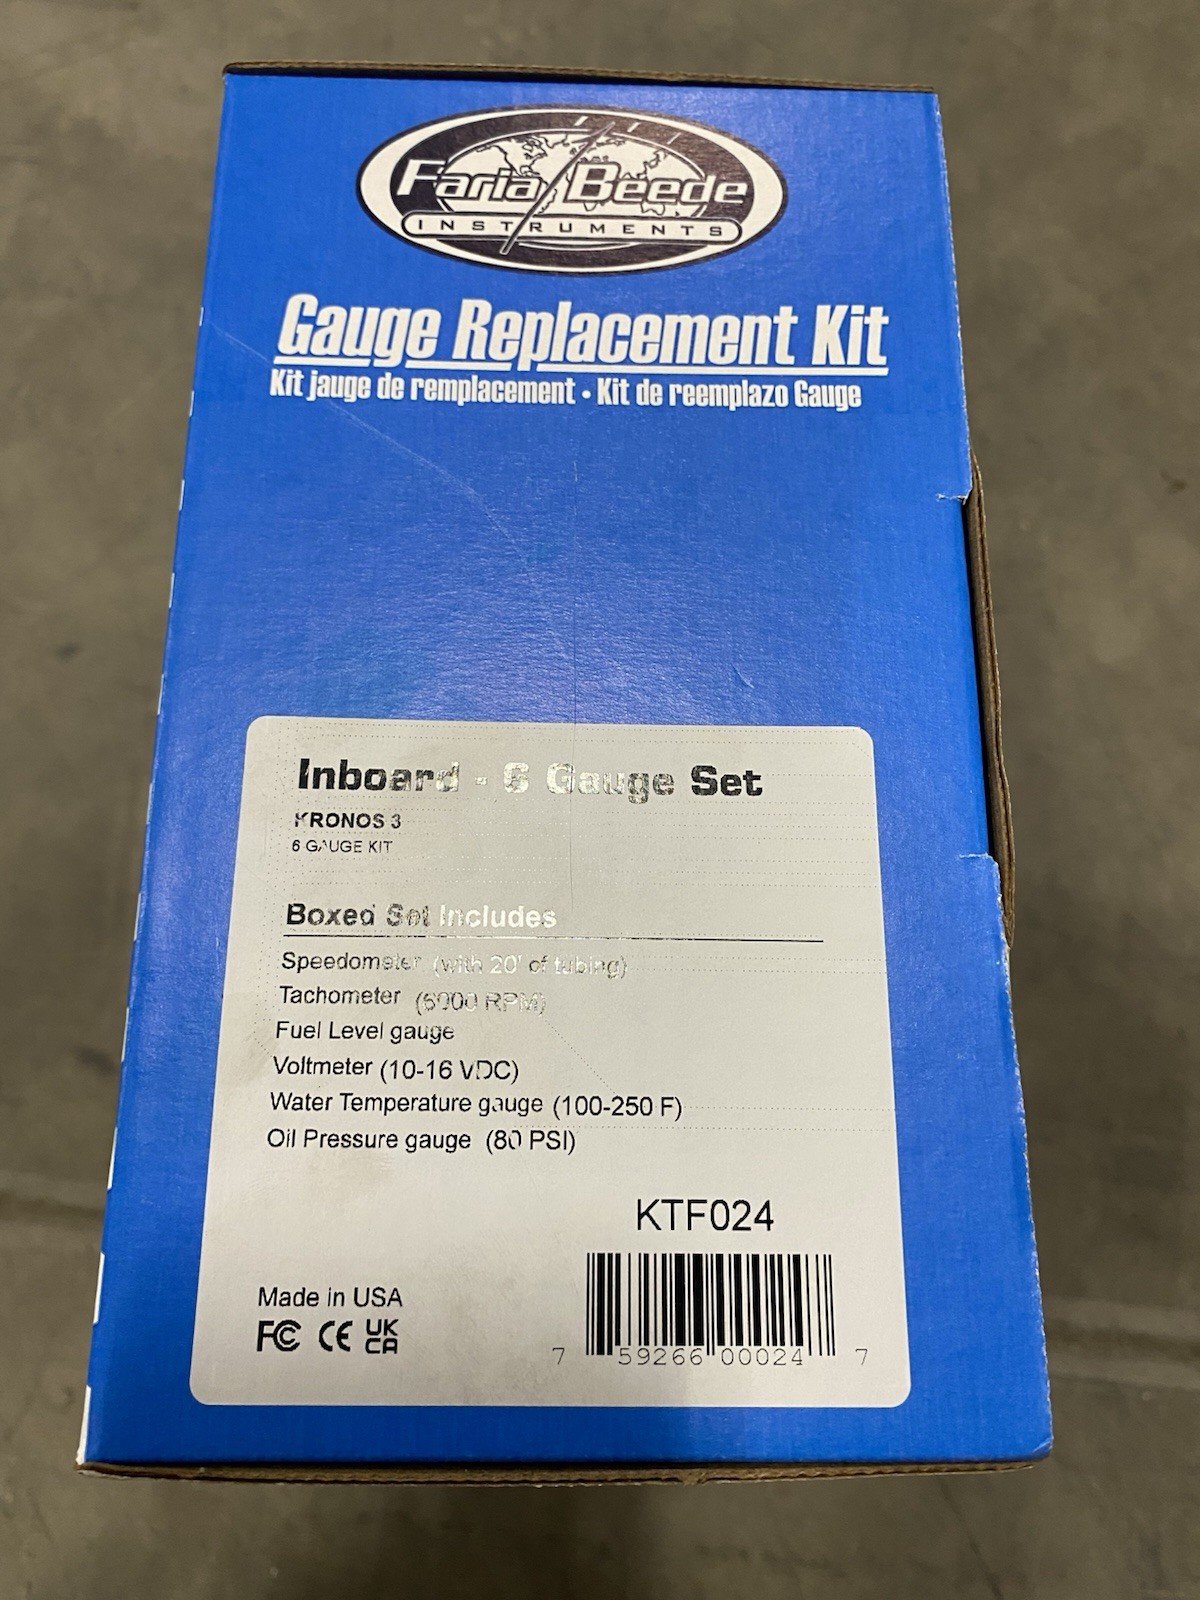 Faria Beede
INSTRUMENTS
Gauge Replacement Kit
Kit jauge de remplacement • Kit de reemplazo Gauge
Inboard - 6 Gauge Set
KRONOS 3
6 GAUGE KIT
Boxed Set Includes
Speedometer (with 20' of tubing)
Tachometer (6000 RPM)
Fuel Level gauge
Voltmeter (10-16 VDC)
Water Temperature gauge (100-250 F)
Oil Pressure gauge (80 PSI)
KTF024
Made in USA
FC CE UK CA
7 59266 00024 7